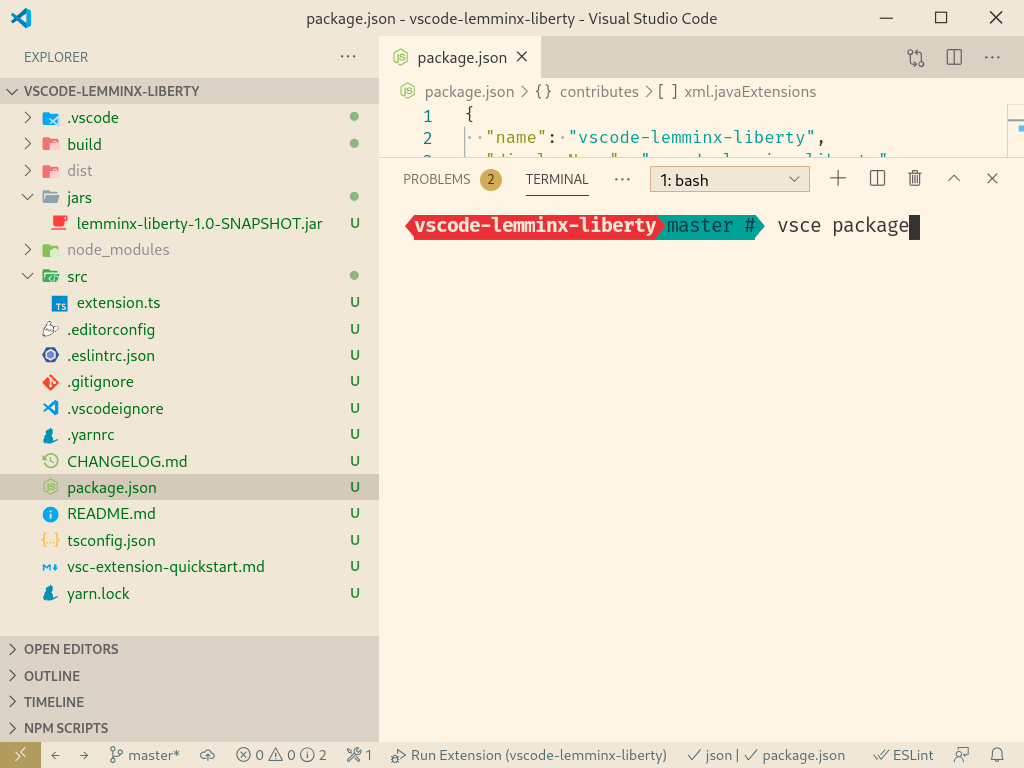 package.json - vscode-lemminx-liberty - Visual Studio Code
EXPLORER
VSCODE-LEMMINX-LIBERTY
.vscode
build
dist
jars
lemminx-liberty-1.0-SNAPSHOT.jar U
node_modules
src
TS extension.ts U
.editorconfig U
.eslintrc.json U
.gitignore U
.vscodeignore U
.yarnrc U
CHANGELOG.md U
package.json U
README.md U
tsconfig.json U
vsc-extension-quickstart.md U
yarn.lock U
OPEN EDITORS
OUTLINE
TIMELINE
NPM SCRIPTS
package.json
package.json > {} contributes > [ ] xml.javaExtensions
1 {
2 "name": "vscode-lemminx-liberty",
PROBLEMS 2 TERMINAL ··· 1: bash
vscode-lemminx-liberty master # vsce package
master* 0 0 2 1 Run Extension (vscode-lemminx-liberty) json | package.json ESLint